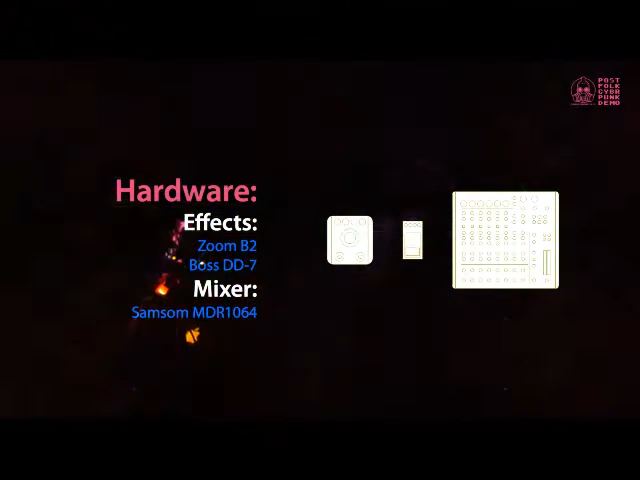 POST
FOLK
CYBR
PUNK
DEMO
Hardware:
Effects:
Zoom B2
Boss DD-7
Mixer:
Samsom MDR1064